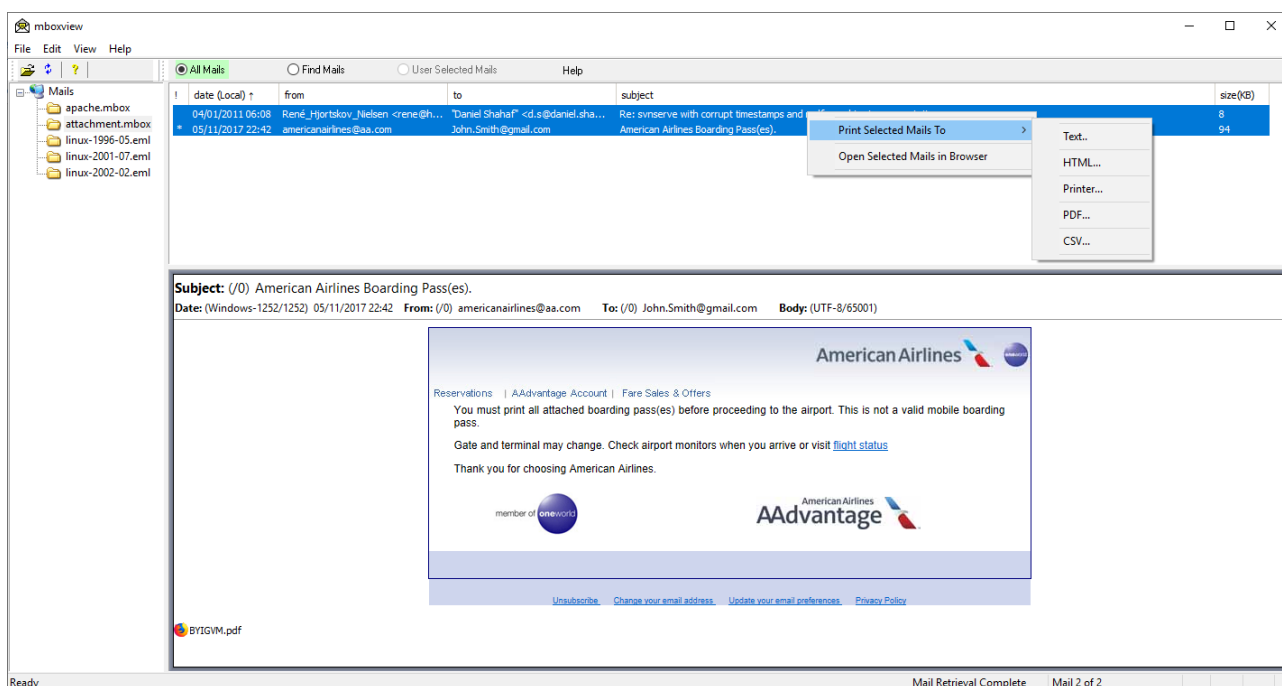 mboxview
File Edit View Help
All Mails Find Mails User Selected Mails Help
Mails
apache.mbox
attachment.mbox
linux-1996-05.eml
linux-2001-07.eml
linux-2002-02.eml
! date (Local) ↑ from to subject size(KB)
04/01/2011 06:08 René_Hjortskov_Nielsen <rene@h... "Daniel Shahaf" <d.s@daniel.sha... Re: svnserve with corrupt timestamps and 8
* 05/11/2017 22:42 americanairlines@aa.com John.Smith@gmail.com American Airlines Boarding Pass(es). 94
Print Selected Mails To >
Open Selected Mails in Browser
Text..
HTML...
Printer...
PDF...
CSV...
Subject: (/0) American Airlines Boarding Pass(es).
Date: (Windows-1252/1252) 05/11/2017 22:42 From: (/0) americanairlines@aa.com To: (/0) John.Smith@gmail.com Body: (UTF-8/65001)
American Airlines oneworld
Reservations | AAdvantage Account | Fare Sales & Offers
You must print all attached boarding pass(es) before proceeding to the airport. This is not a valid mobile boarding
pass.
Gate and terminal may change. Check airport monitors when you arrive or visit flight status
Thank you for choosing American Airlines.
member of oneworld
American Airlines
AAdvantage
Unsubscribe Change your email address Update your email preferences Privacy Policy
BYIGVM.pdf
Ready Mail Retrieval Complete Mail 2 of 2